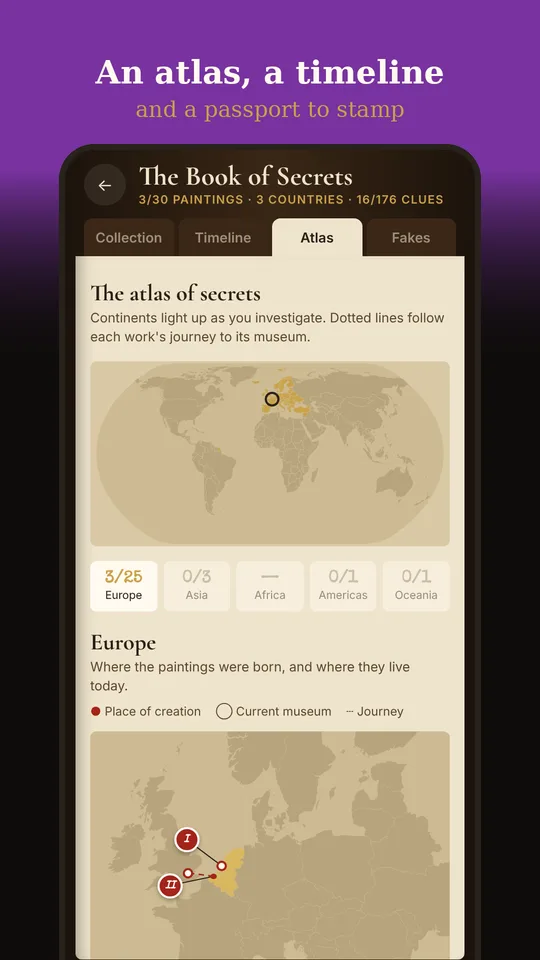 An atlas, a timeline
and a passport to stamp
←
The Book of Secrets
3/30 PAINTINGS · 3 COUNTRIES · 16/176 CLUES
Collection Timeline Atlas Fakes
The atlas of secrets
Continents light up as you investigate. Dotted lines follow
each work's journey to its museum.
3/25 0/3 — 0/1 0/1
Europe Asia Africa Americas Oceania
Europe
Where the paintings were born, and where they live
today.
Place of creation Current museum Journey
I
II